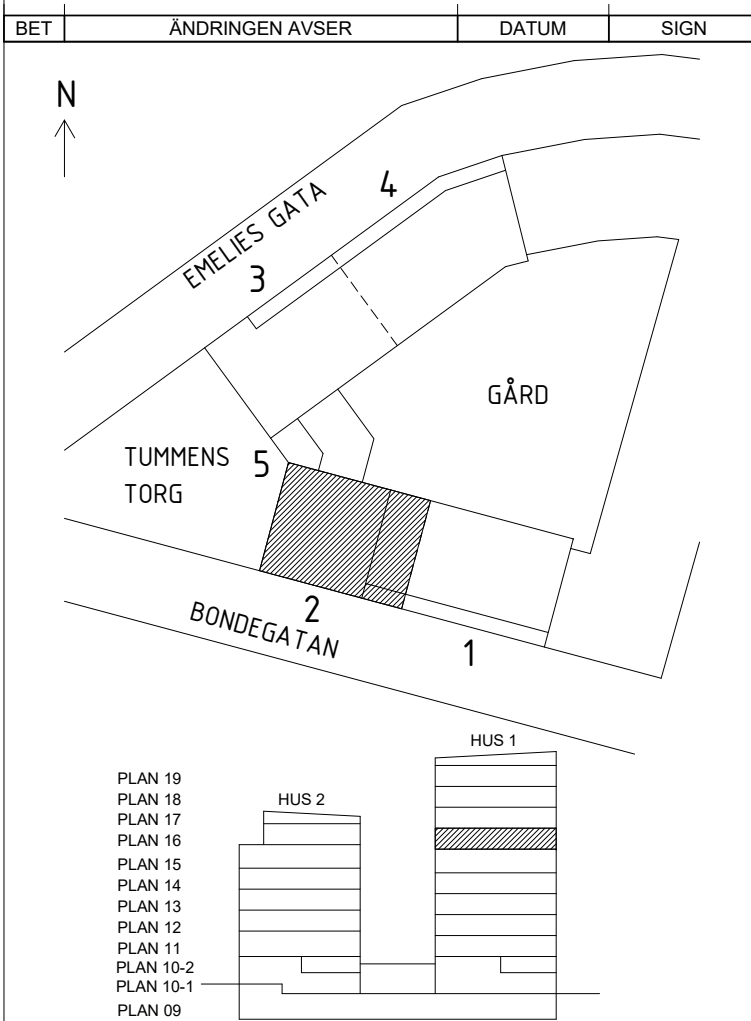 BET ÄNDRINGEN AVSER DATUM SIGN
N
4
EMELIES GATA
3
GÅRD
TUMMENS
TORG
5
2
BONDEGATAN
1
HUS 1
PLAN 19
PLAN 18
HUS 2
PLAN 17
PLAN 16
PLAN 15
PLAN 14
PLAN 13
PLAN 12
PLAN 11
PLAN 10-2
PLAN 10-1
PLAN 09